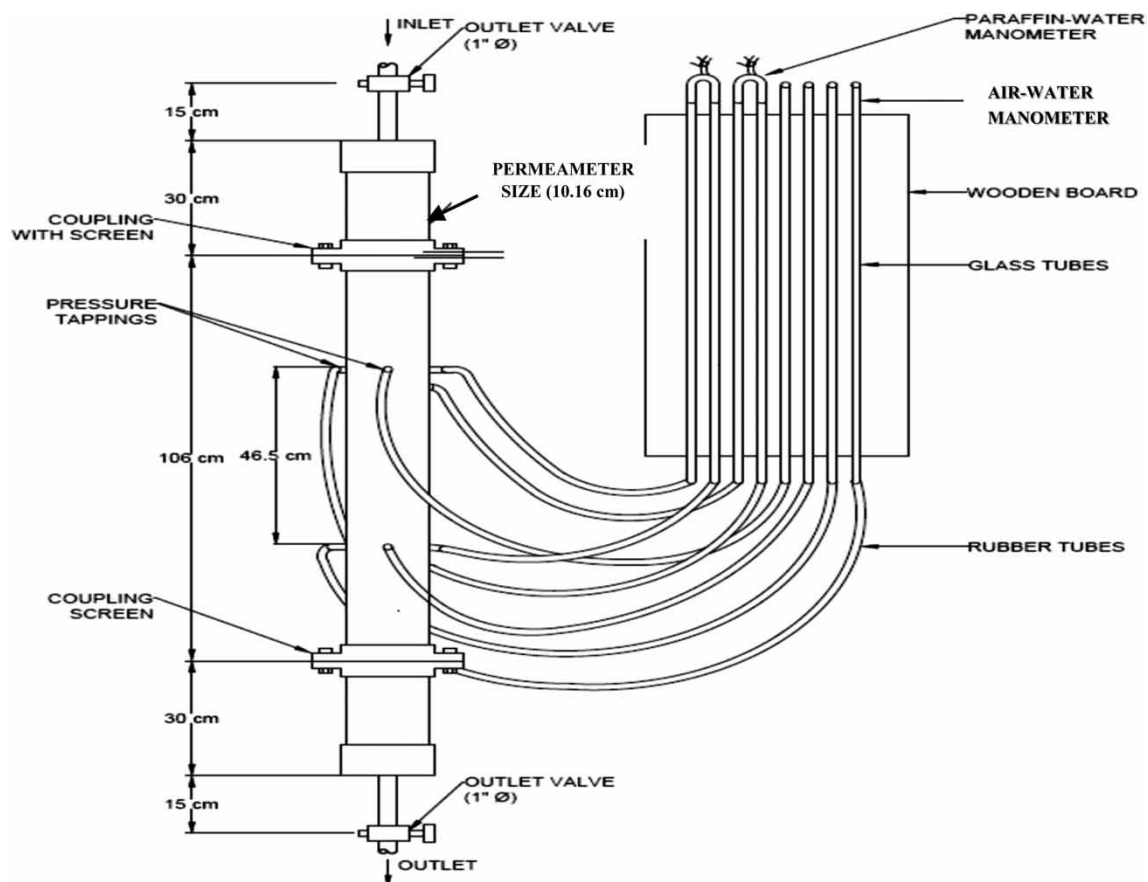 INLET
OUTLET VALVE
(1" Ø)
PARAFFIN-WATER
MANOMETER
15 cm
AIR-WATER
MANOMETER
PERMEAMETER
SIZE (10.16 cm)
30 cm
WOODEN BOARD
COUPLING
WITH SCREEN
GLASS TUBES
PRESSURE
TAPPINGS
106 cm
46.5 cm
RUBBER TUBES
COUPLING
SCREEN
30 cm
OUTLET VALVE
(1" Ø)
15 cm
OUTLET